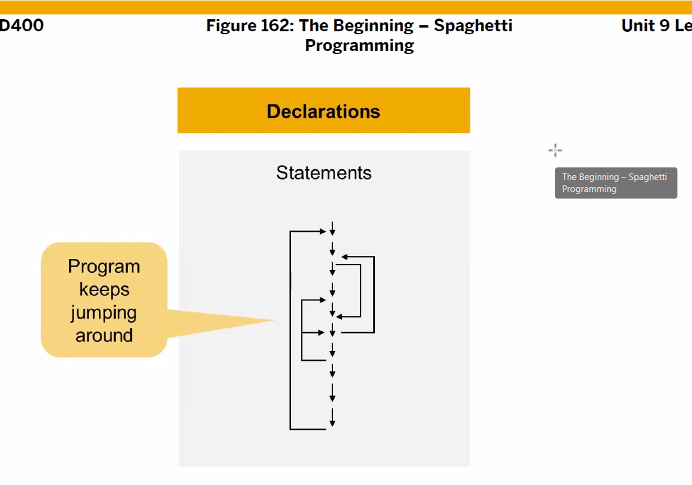 D400
Figure 162: The Beginning – Spaghetti
Programming
Unit 9 Le
Declarations
Statements
The Beginning – Spaghetti
Programming
Program
keeps
jumping
around